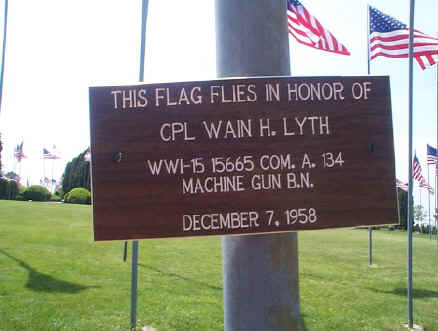 THIS FLAG FLIES IN HONOR OF
CPL WAIN H. LYTH
WWI-15 15665 COM. A. 134
MACHINE GUN B.N.
DECEMBER 7, 1958